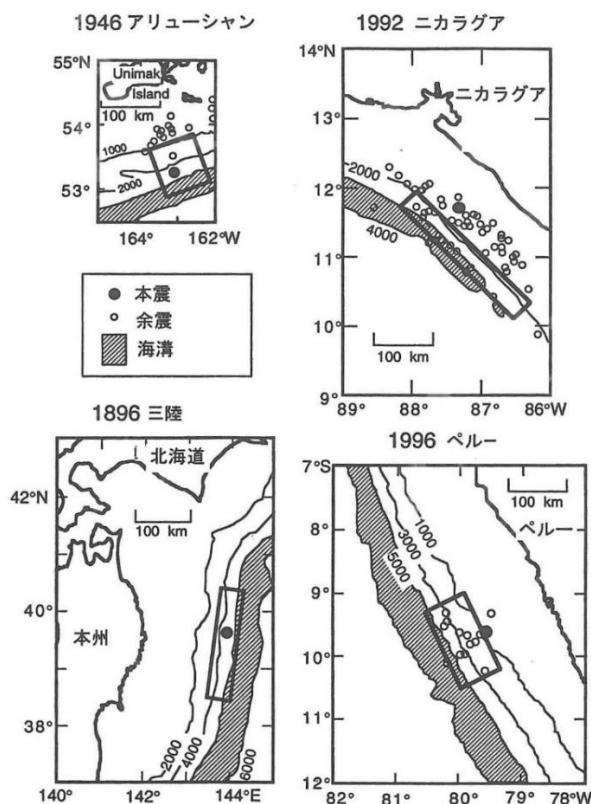 1946 アリューシャン
55°N
Unimak
Island
100 km
54°
1000
53°
2000
164°
162°W
1992 ニカラグア
14°N
ニカラグア
13°
2000
12°
4000
11°
10°
100 km
9°
89°
88°
87°
86°W
本震
余震
海溝
1896 三陸
北海道
42°N
100 km
40°
本州
38°
2000
4000
6000
140°
142°
144°E
1996 ペルー
7°S
100 km
1000
8°
3000
ペルー
5000
9°
10°
11°
12°
82°
81°
80°
79°
78°W